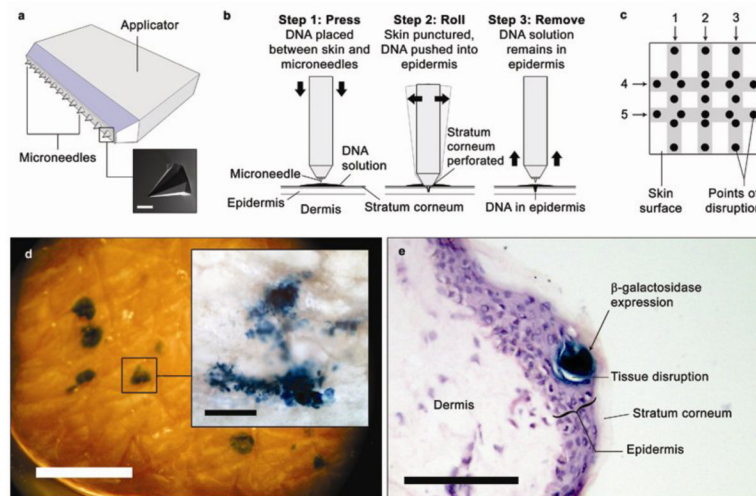 a
Applicator
Microneedles
b
Step 1: Press
DNA placed
between skin and
microneedles
Step 2: Roll
Skin punctured,
DNA pushed into
epidermis
Step 3: Remove
DNA solution
remains in
epidermis
Microneedle
DNA
solution
Stratum
corneum
perforated
Epidermis
Dermis
Stratum corneum
DNA in epidermis
c
1
2
3
4
5
Skin
surface
Points of
disruption
d
e
β-galactosidase
expression
Tissue disruption
Dermis
Stratum corneum
Epidermis